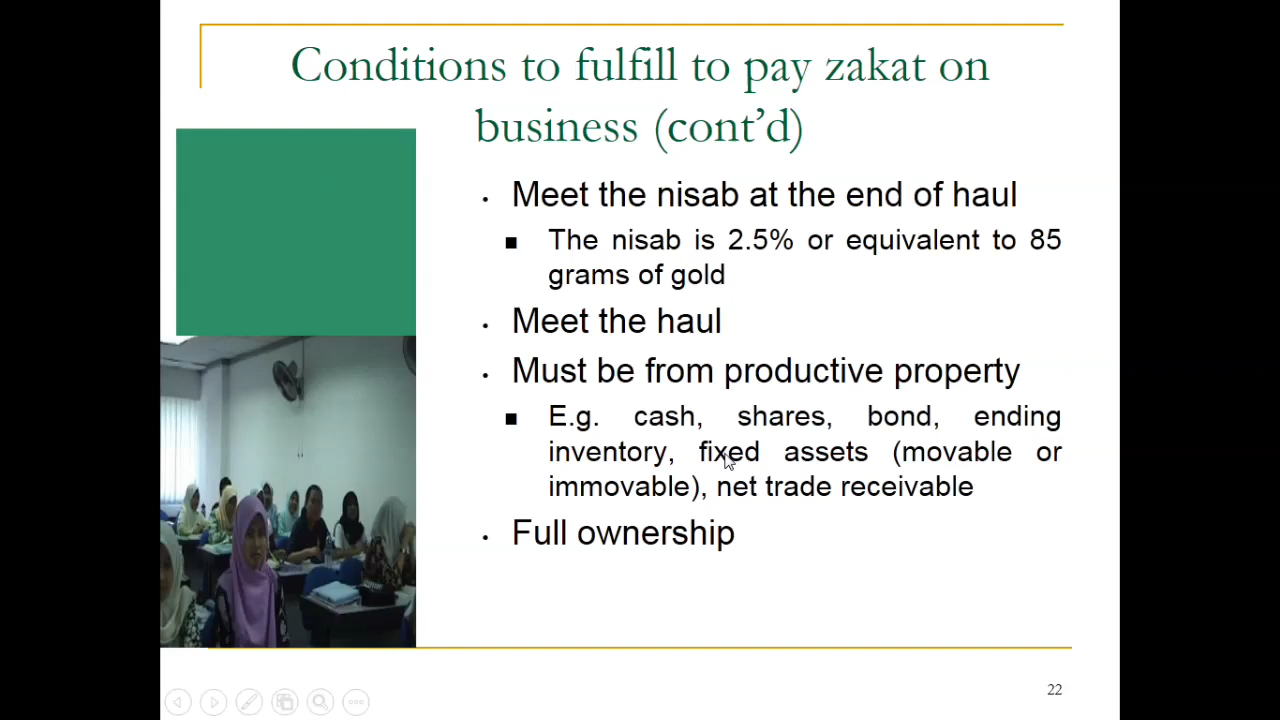 Conditions to fulfill to pay zakat on
business (cont’d)
· Meet the nisab at the end of haul
■ The nisab is 2.5% or equivalent to 85
grams of gold
· Meet the haul
· Must be from productive property
■ E.g. cash, shares, bond, ending
inventory, fixed assets (movable or
immovable), net trade receivable
· Full ownership
22